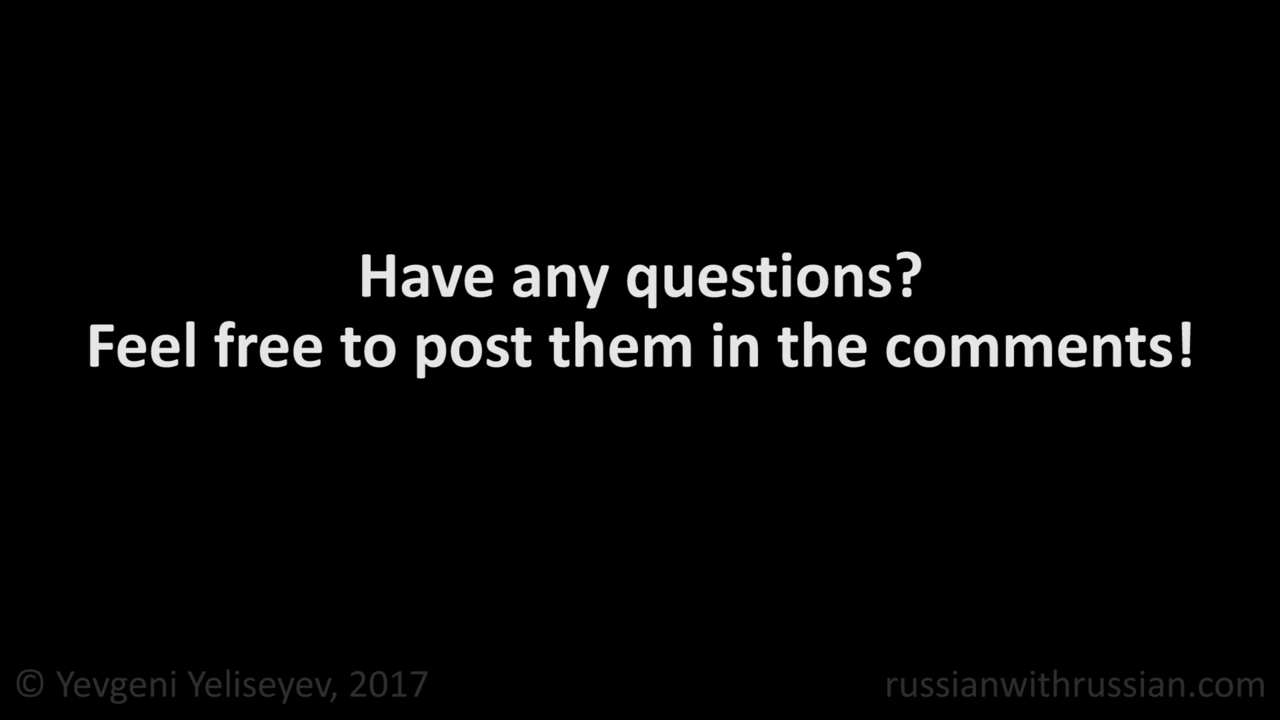 Have any questions?
Feel free to post them in the comments!
© Yevgeni Yeliseyev, 2017
russianwithrussian.com